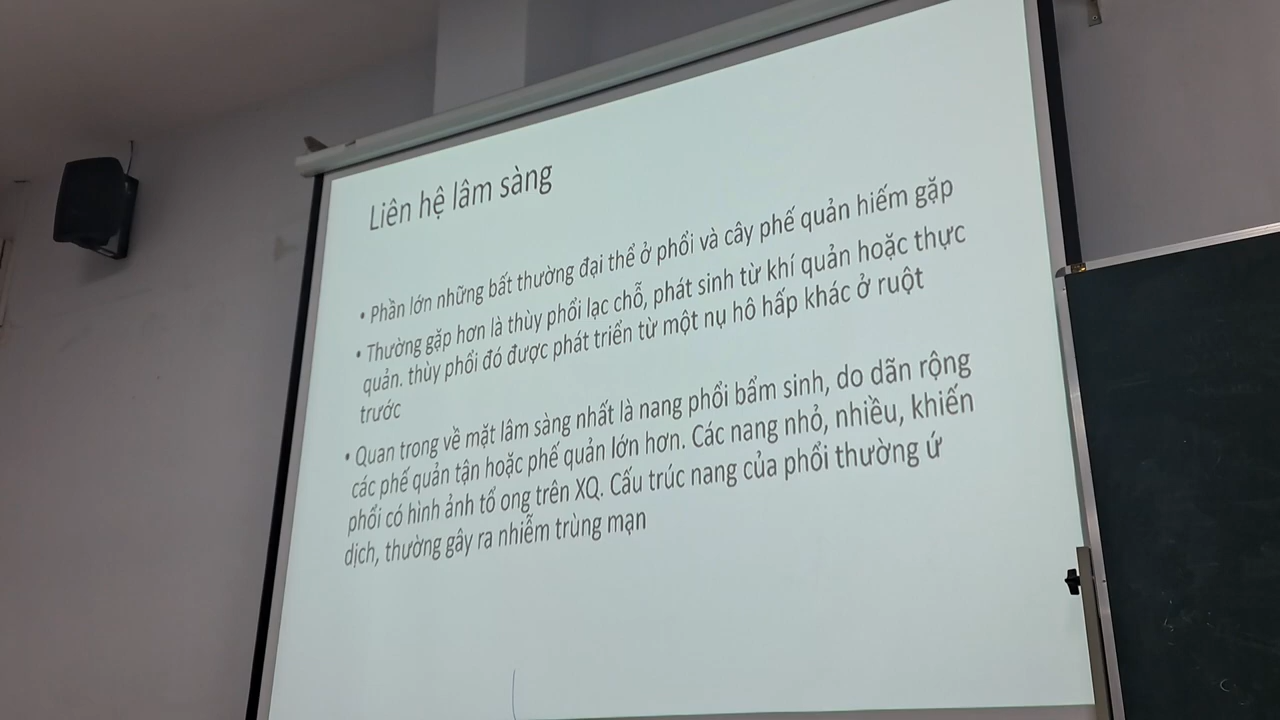 Liên hệ lâm sàng
• Phần lớn những bất thường đại thể ở phổi và cây phế quản hiếm gặp
• Thường gặp hơn là thùy phổi lạc chỗ, phát sinh từ khí quản hoặc thực
quản. thùy phổi đó được phát triển từ một nụ hô hấp khác ở ruột
trước
• Quan trong về mặt lâm sàng nhất là nang phổi bẩm sinh, do dãn rộng
các phế quản tận hoặc phế quản lớn hơn. Các nang nhỏ, nhiều, khiến
phổi có hình ảnh tổ ong trên XQ. Cấu trúc nang của phổi thường ứ
dịch, thường gây ra nhiễm trùng mạn